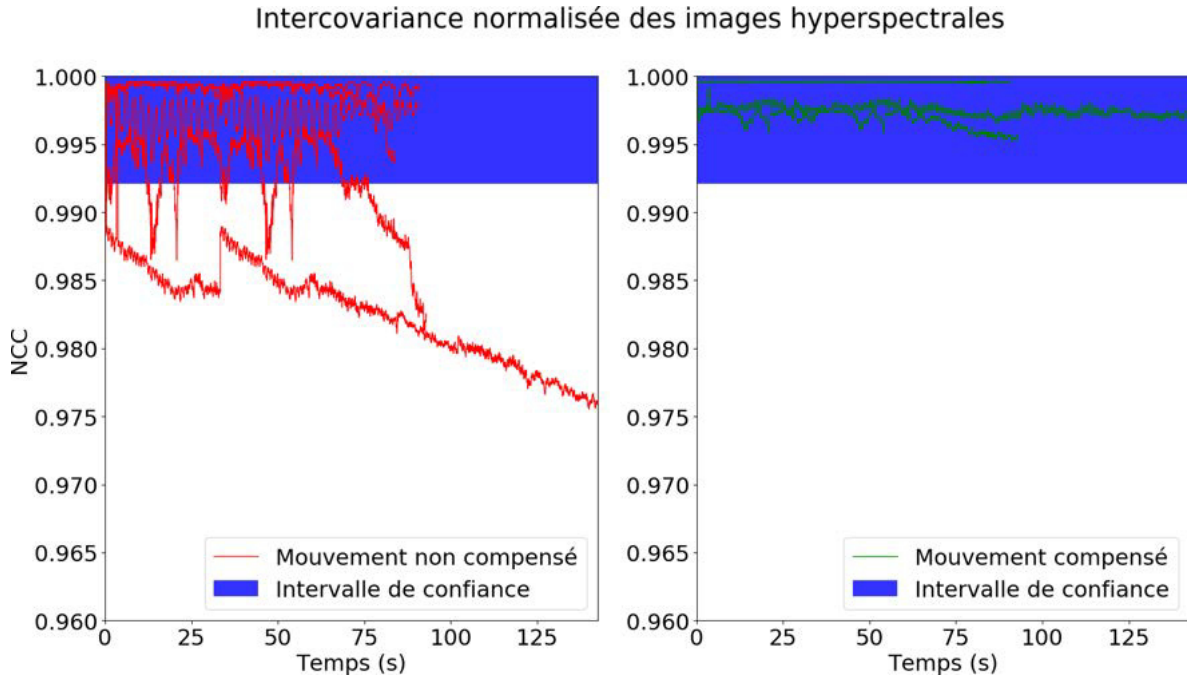 Intercovariance normalisée des images hyperspectrales
NCC
1.000
0.995
0.990
0.985
0.980
0.975
0.970
0.965
0.960
Mouvement non compensé
Intervalle de confiance
0 25 50 75 100 125
Temps (s)
1.000
0.995
0.990
0.985
0.980
0.975
0.970
0.965
0.960
Mouvement compensé
Intervalle de confiance
0 25 50 75 100 125
Temps (s)